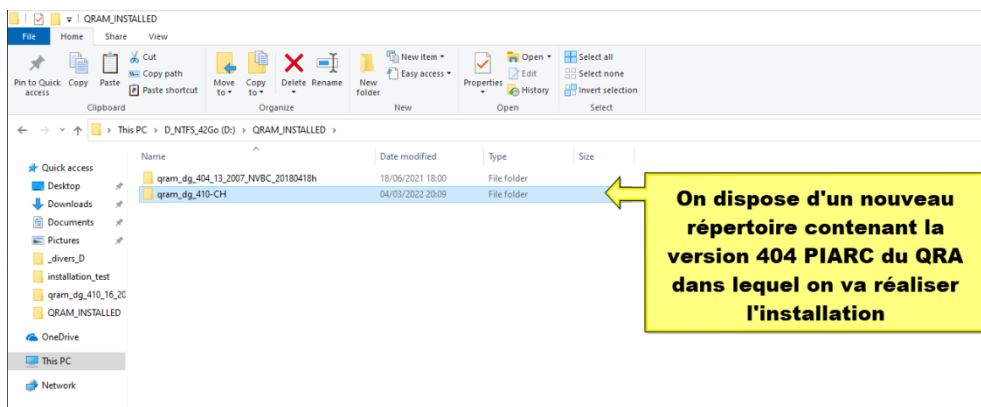 QRAM_INSTALLED
File Home Share View
Pin to Quick access
Copy
Paste
Cut
Copy path
Paste shortcut
Clipboard
Move to
Copy to
Delete
Rename
Organize
New folder
New item
Easy access
New
Properties
Open
Edit
History
Open
Select all
Select none
Invert selection
Select
This PC > D_NTFS_42Go (D:) > QRAM_INSTALLED >
Name Date modified Type Size
qram_dg_404_13_2007_NVBC_20180418h 18/06/2021 18:00 File folder
qram_dg_410-CH 04/03/2022 20:09 File folder
Quick access
Desktop
Downloads
Documents
Pictures
_divers_D
installation_test
qram_dg_410_16_20
QRAM_INSTALLED
OneDrive
This PC
Network
On dispose d'un nouveau
répertoire contenant la
version 404 PIARC du QRA
dans lequel on va réaliser
l'installation